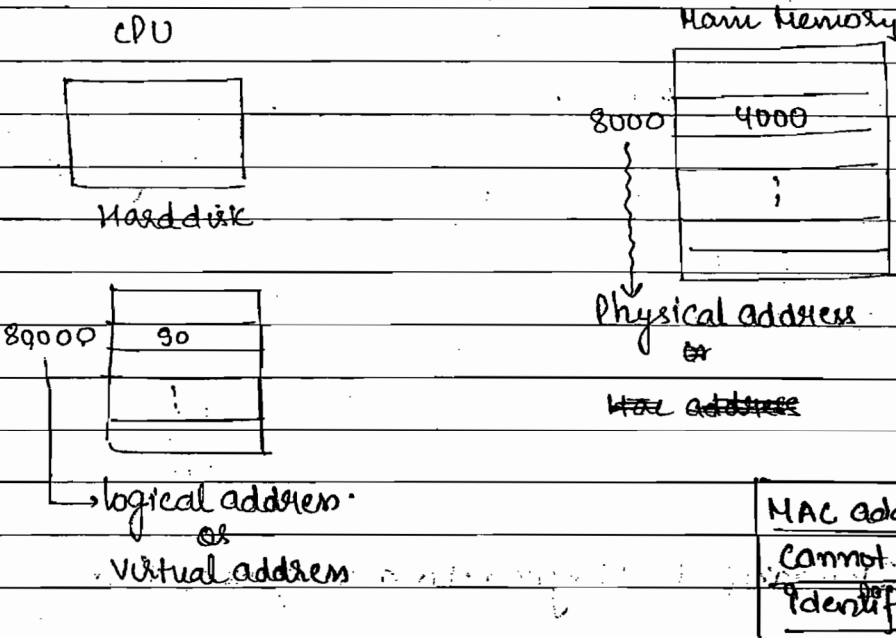 CPU
Main Memory
8000 4000
Harddisk
Physical address
or
89000 90
logical address.
or
Virtual address
MAC add
Cannot
Identif